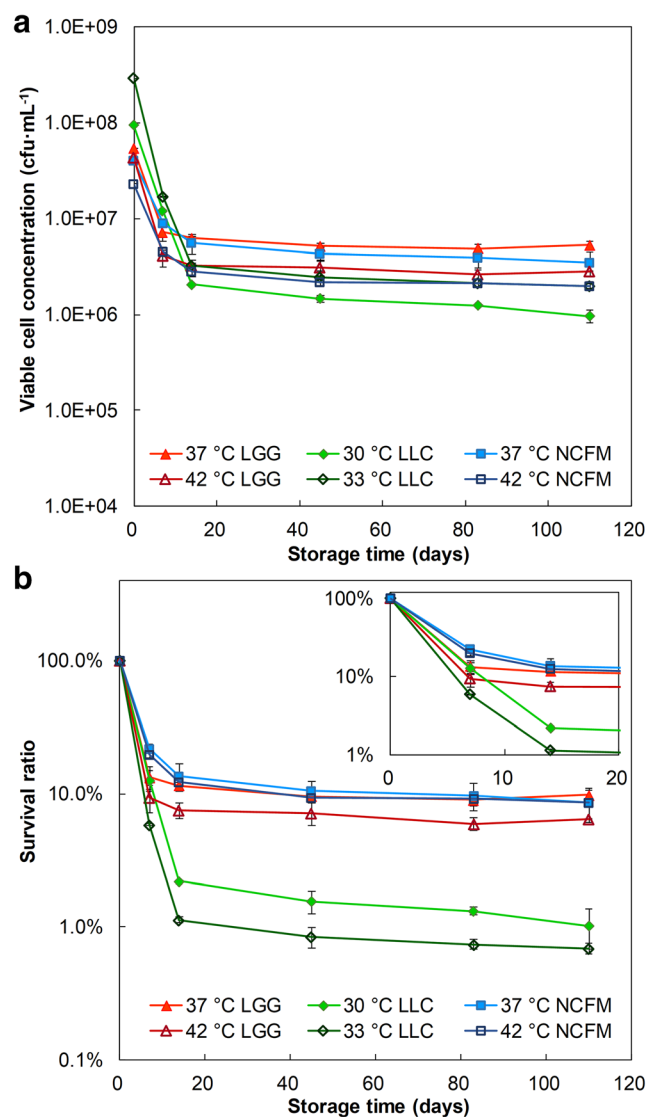 a
Viable cell concentration (cfu·mL⁻¹)
1.0E+09
1.0E+08
1.0E+07
1.0E+06
1.0E+05
1.0E+04
37 °C LGG 30 °C LLC 37 °C NCFM
42 °C LGG 33 °C LLC 42 °C NCFM
0 20 40 60 80 100 120
Storage time (days)
b
Survival ratio
100.0%
10.0%
1.0%
0.1%
100%
10%
1%
0 10 20
37 °C LGG 30 °C LLC 37 °C NCFM
42 °C LGG 33 °C LLC 42 °C NCFM
0 20 40 60 80 100 120
Storage time (days)